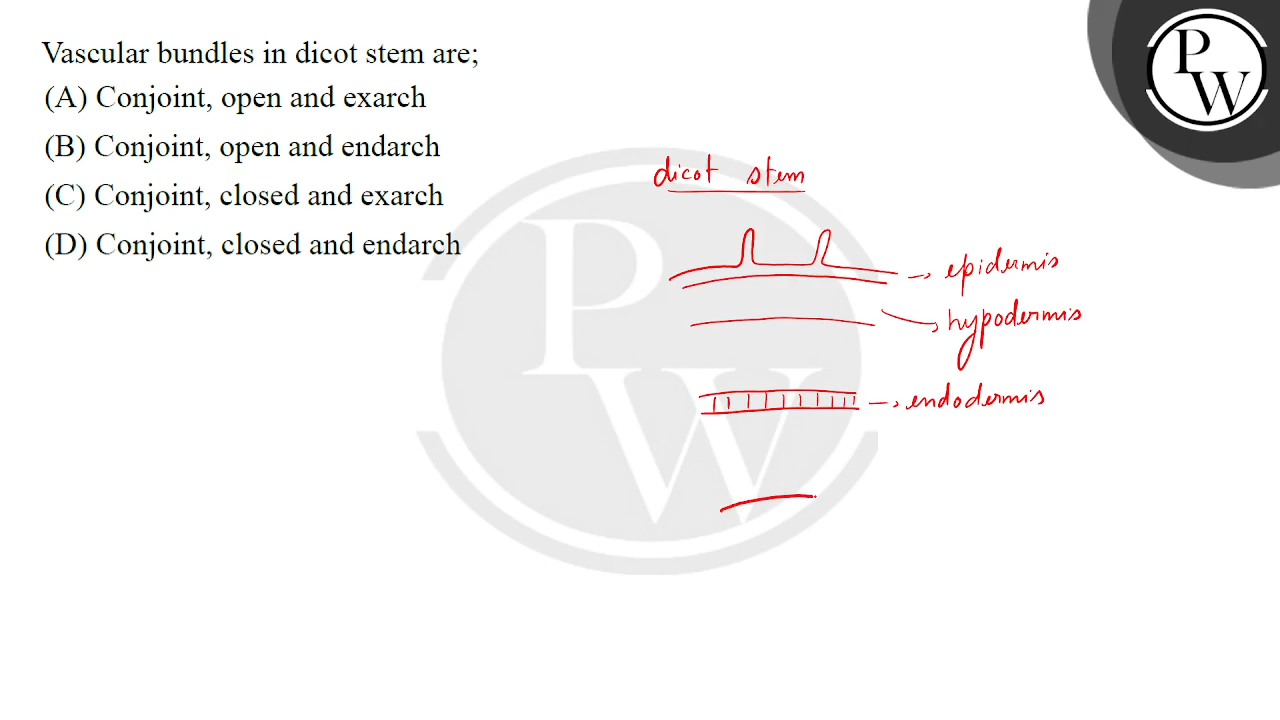 Vascular bundles in dicot stem are;
(A) Conjoint, open and exarch
(B) Conjoint, open and endarch
(C) Conjoint, closed and exarch
(D) Conjoint, closed and endarch
dicot stem
epidermis
hypodermis
endodermis
PW
PW